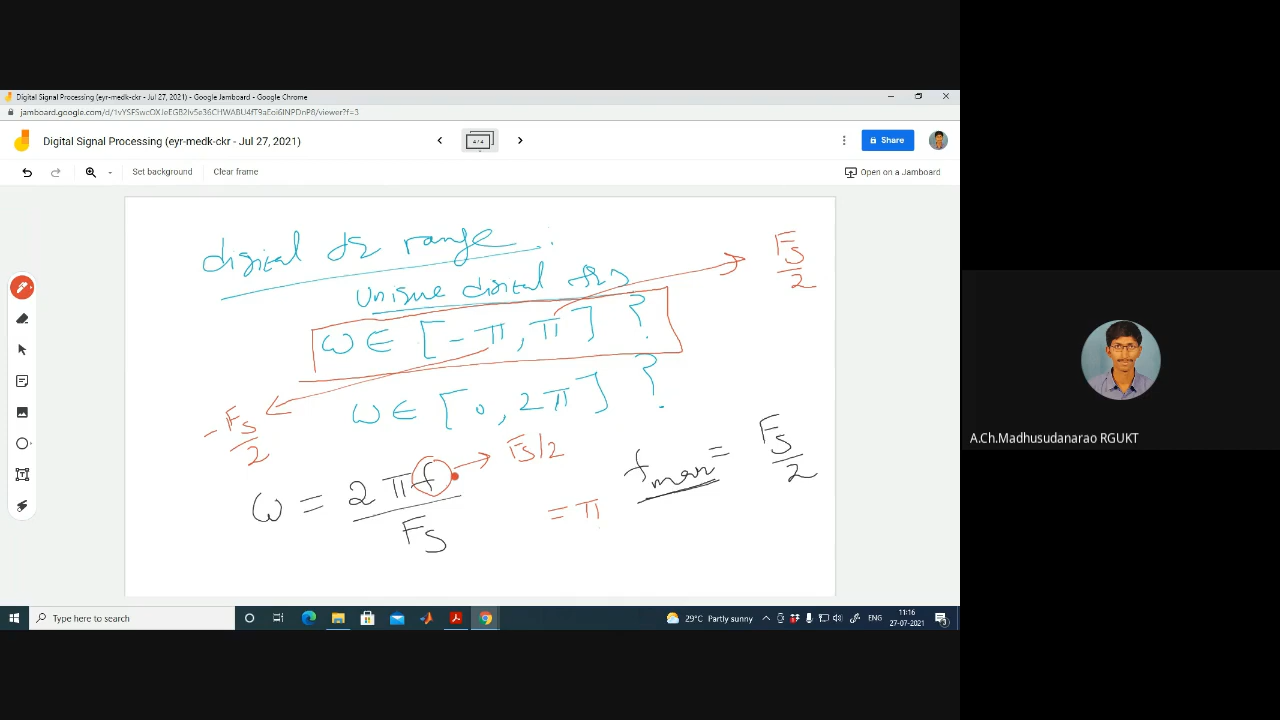 Digital Signal Processing (eyr-medk-ckr - Jul 27, 2021) - Google Jamboard - Google Chrome
Digital Signal Processing (eyr-medk-ckr - Jul 27, 2021)
4 / 4
Share
Set background
Clear frame
Open on a Jamboard
digital range :
Fs/2
unique digital
ω ∈ [-π, π] ?
ω ∈ [0, 2π] ?
-Fs/2
Fs/2
fmax = Fs/2
ω = 2πf/Fs
= π
A.Ch.Madhusudanarao RGUKT
Type here to search
29°C Partly sunny
ENG
11:16
27-07-2021
3